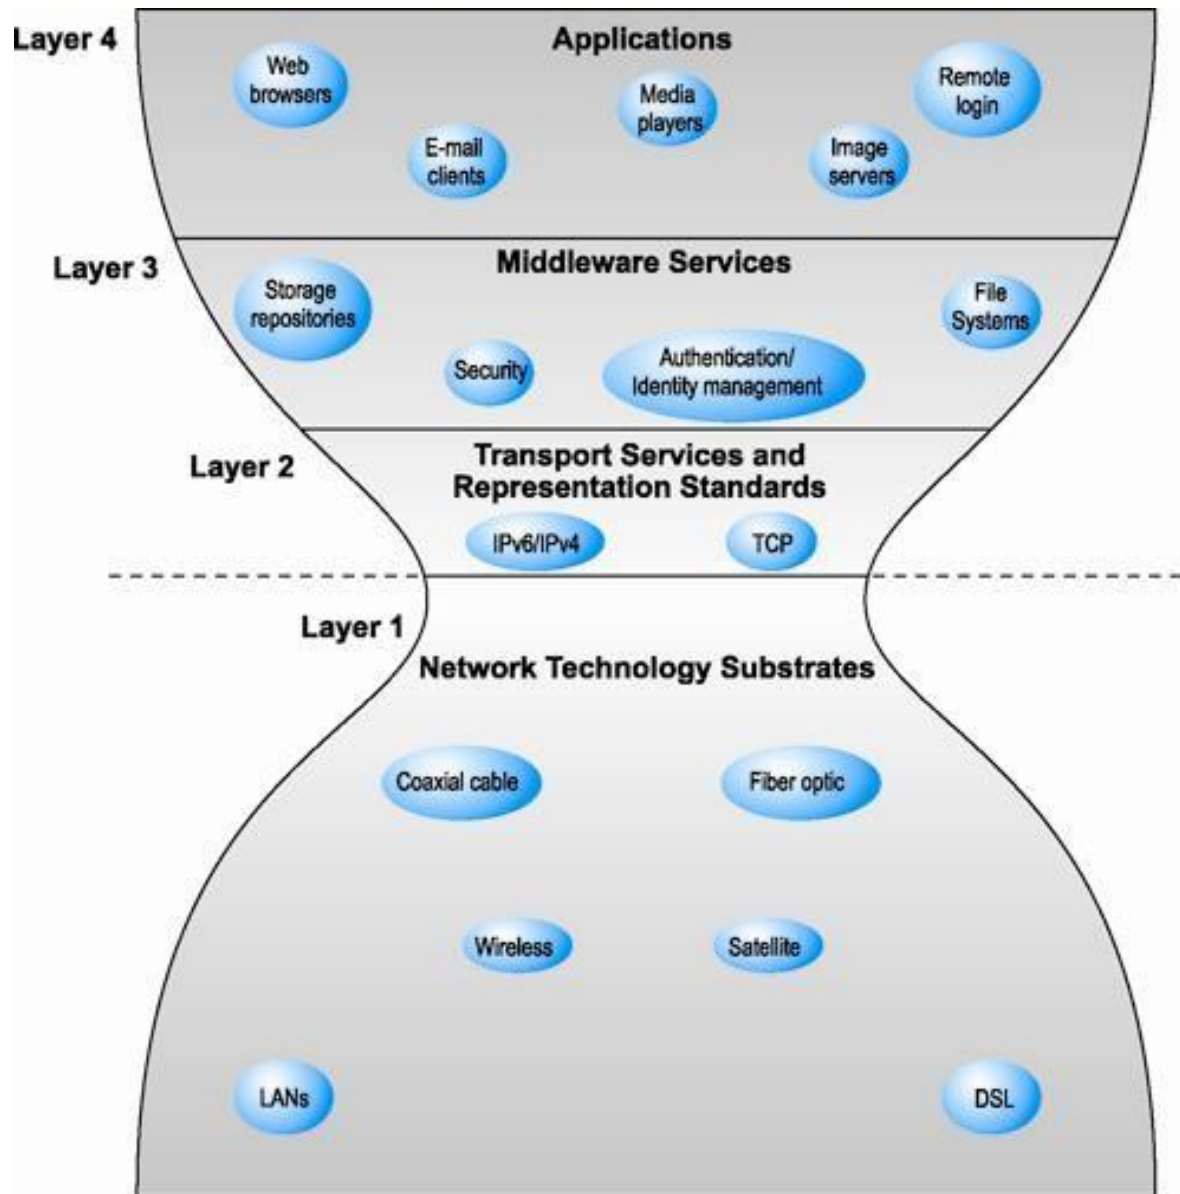 Layer 4
Applications
Web
browsers
E-mail
clients
Media
players
Image
servers
Remote
login
Layer 3
Middleware Services
Storage
repositories
Security
Authentication/
Identity management
File
Systems
Layer 2
Transport Services and
Representation Standards
IPv6/IPv4
TCP
Layer 1
Network Technology Substrates
Coaxial cable
Fiber optic
Wireless
Satellite
LANs
DSL